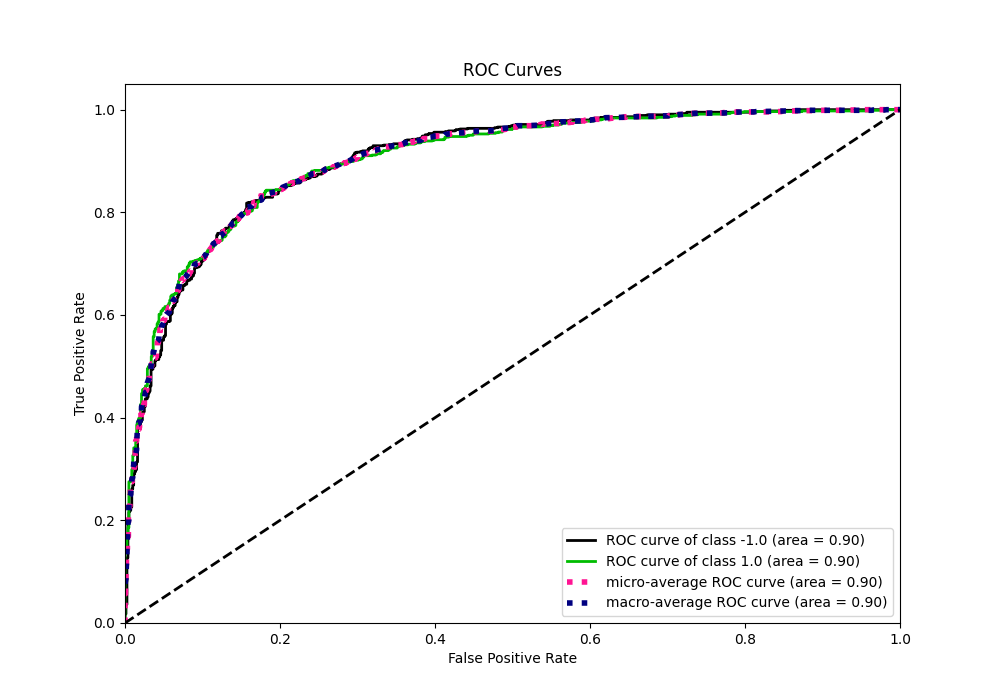 ROC Curves
1.0
0.8
0.6
0.4
0.2
0.0
True Positive Rate
0.0 0.2 0.4 0.6 0.8 1.0
False Positive Rate
ROC curve of class -1.0 (area = 0.90)
ROC curve of class 1.0 (area = 0.90)
micro-average ROC curve (area = 0.90)
macro-average ROC curve (area = 0.90)